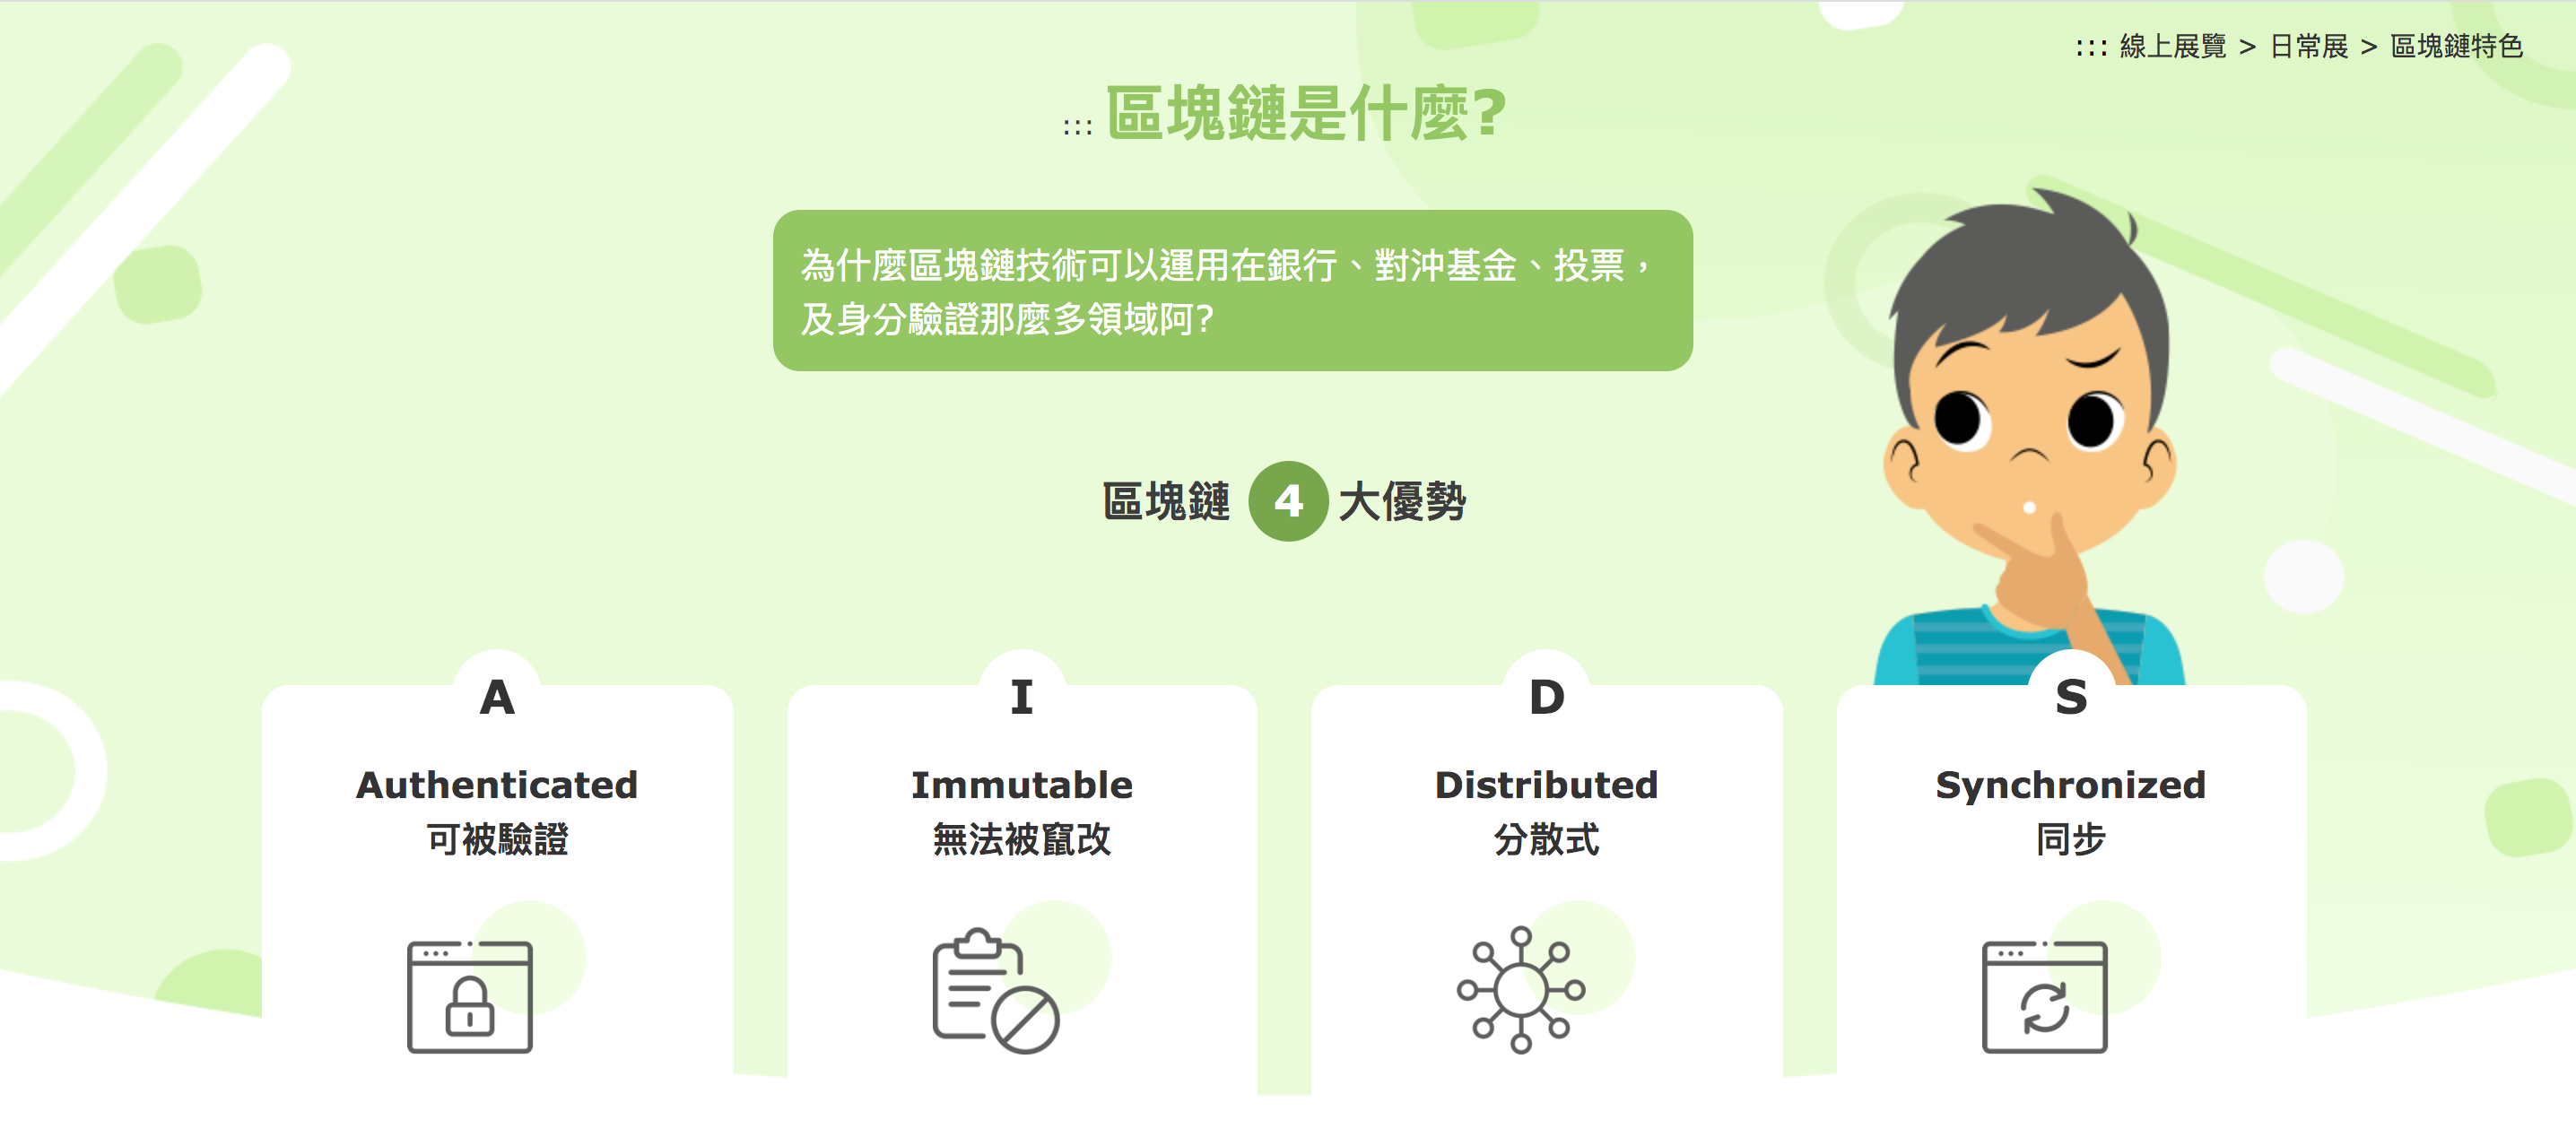 ::: 線上展覽 > 日常展 > 區塊鏈特色
::: 區塊鏈是什麼?
為什麼區塊鏈技術可以運用在銀行、對沖基金、投票，
及身分驗證那麼多領域阿?
區塊鏈 4 大優勢
A
Authenticated
可被驗證
I
Immutable
無法被竄改
D
Distributed
分散式
S
Synchronized
同步